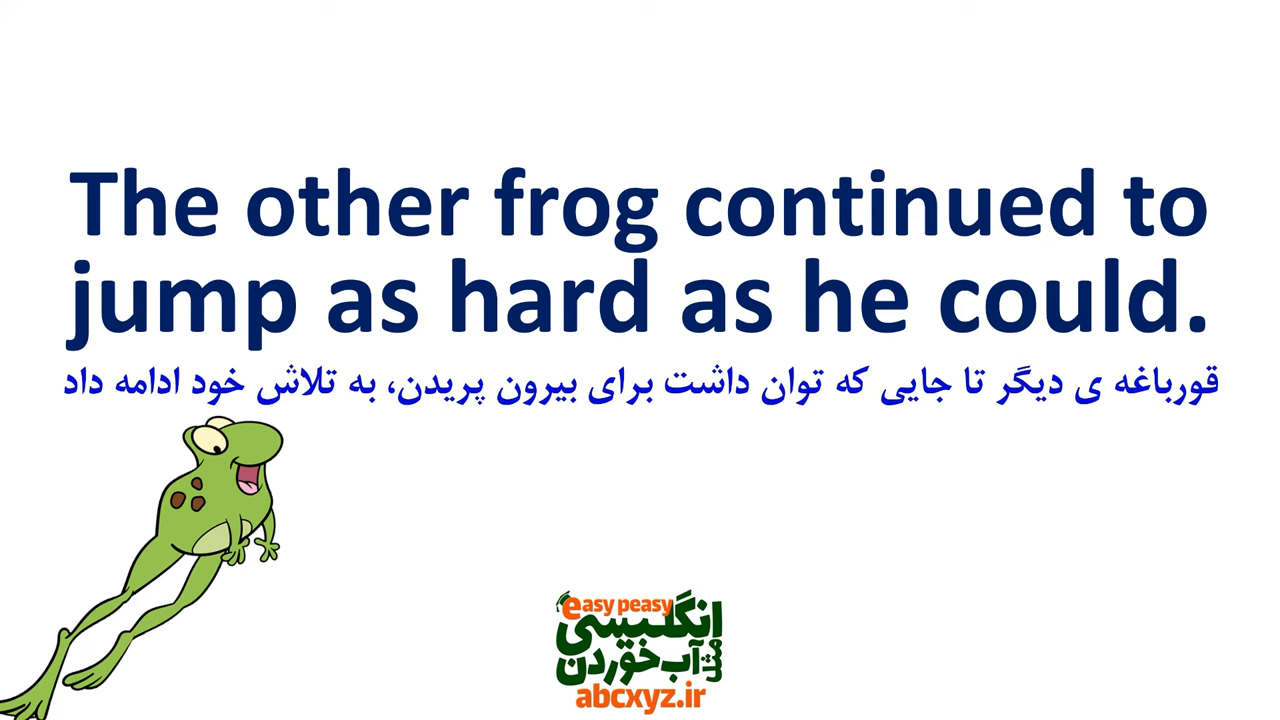 The other frog continued to
jump as hard as he could.
قورباغه ی دیگر تا جایی که توان داشت برای بیرون پریدن، به تلاش خود ادامه داد
easy peasy
انگلیسی
مثل آب خوردن
abcxyz.ir